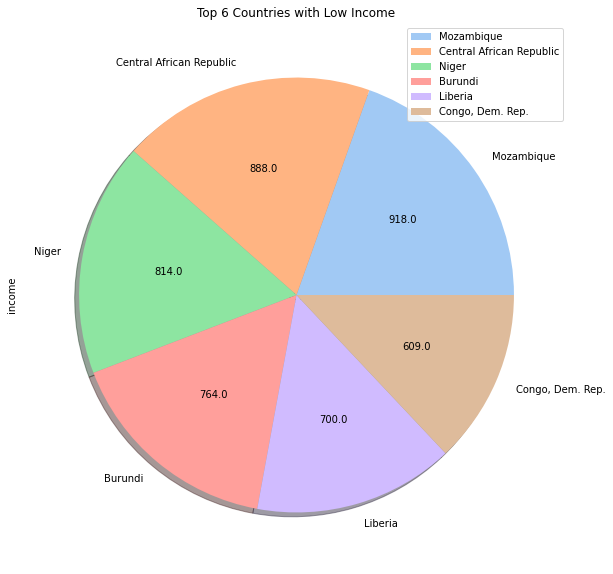 Top 6 Countries with Low Income
Mozambique
Central African Republic
Niger
Burundi
Liberia
Congo, Dem. Rep.
Central African Republic
Mozambique
888.0
918.0
Niger
814.0
income
609.0
764.0
Congo, Dem. Rep.
700.0
Burundi
Liberia